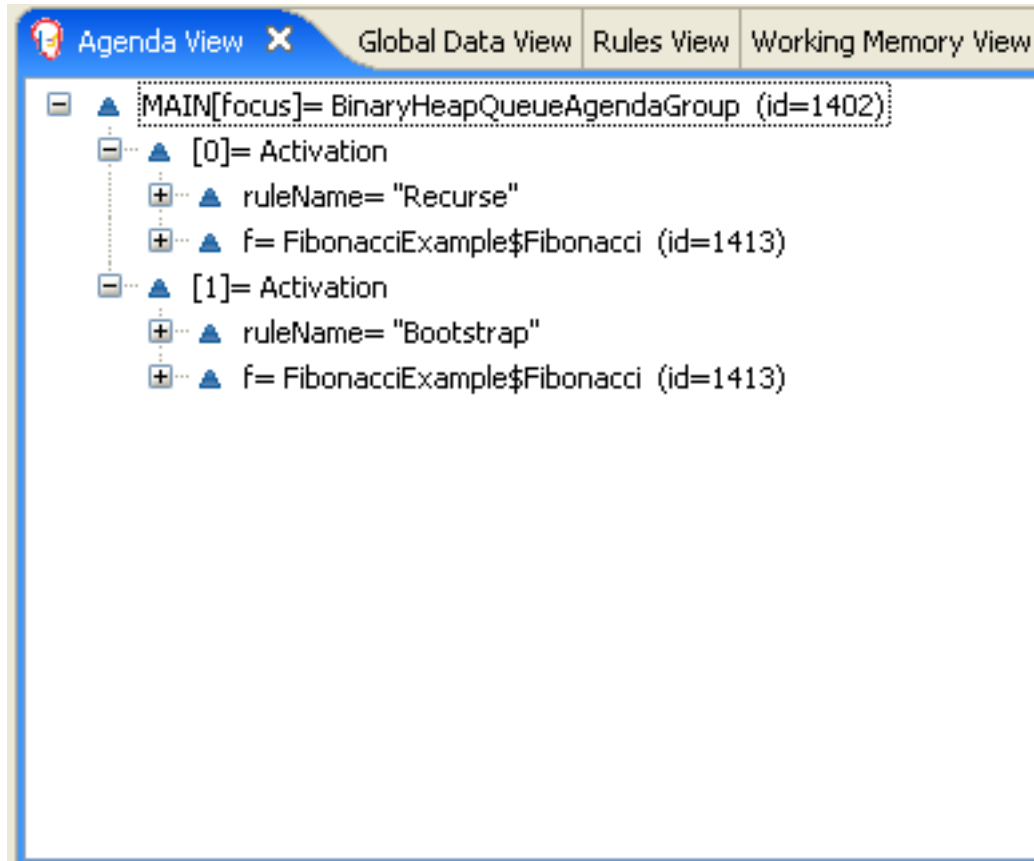 Agenda View Global Data View Rules View Working Memory View
MAIN[focus]= BinaryHeapQueueAgendaGroup (id=1402)
[0]= Activation
ruleName= "Recurse"
f= FibonacciExample$Fibonacci (id=1413)
[1]= Activation
ruleName= "Bootstrap"
f= FibonacciExample$Fibonacci (id=1413)